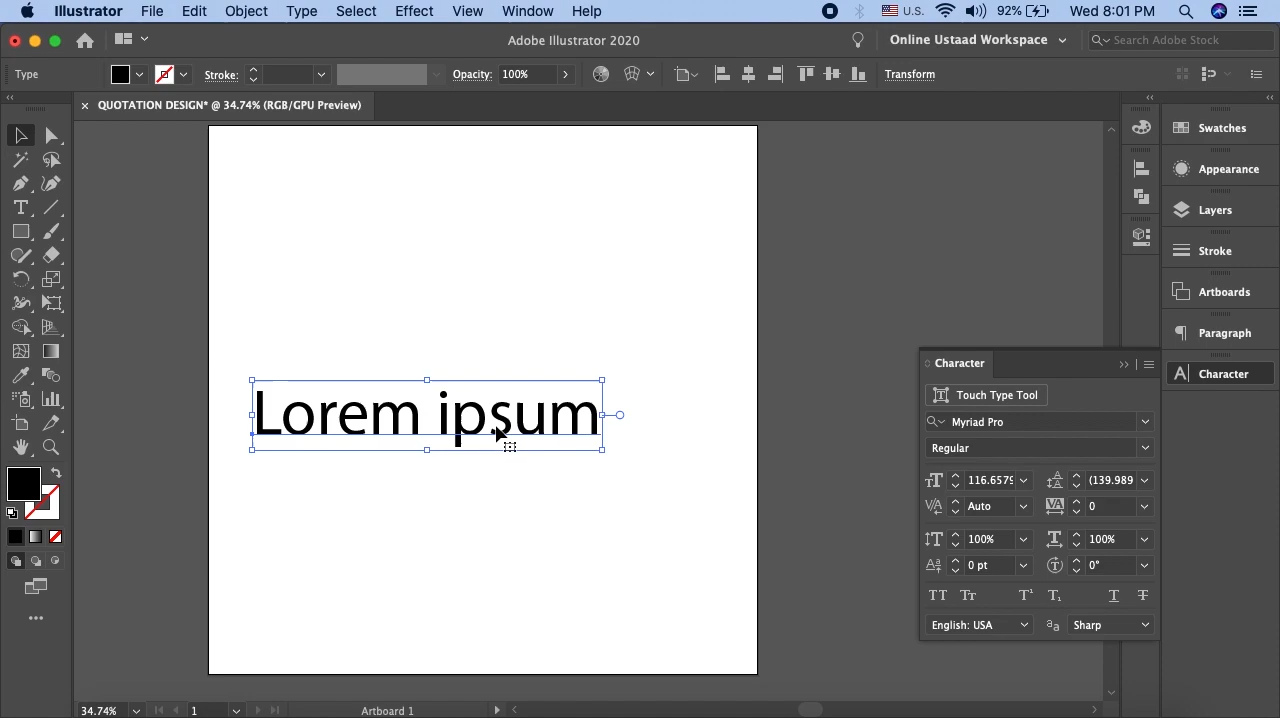 Illustrator File Edit Object Type Select Effect View Window Help U.S. 92% Wed 8:01 PM
Adobe Illustrator 2020 Online Ustaad Workspace Search Adobe Stock
Type Stroke: Opacity: 100% Transform
× QUOTATION DESIGN* @ 34.74% (RGB/GPU Preview)
Swatches
Appearance
Layers
Stroke
Artboards
Paragraph
Character
Character
Touch Type Tool
Myriad Pro
Regular
116.6579 (139.989
Auto 0
100% 100%
0 pt 0°
English: USA Sharp
Lorem ipsum
34.74% 1 Artboard 1